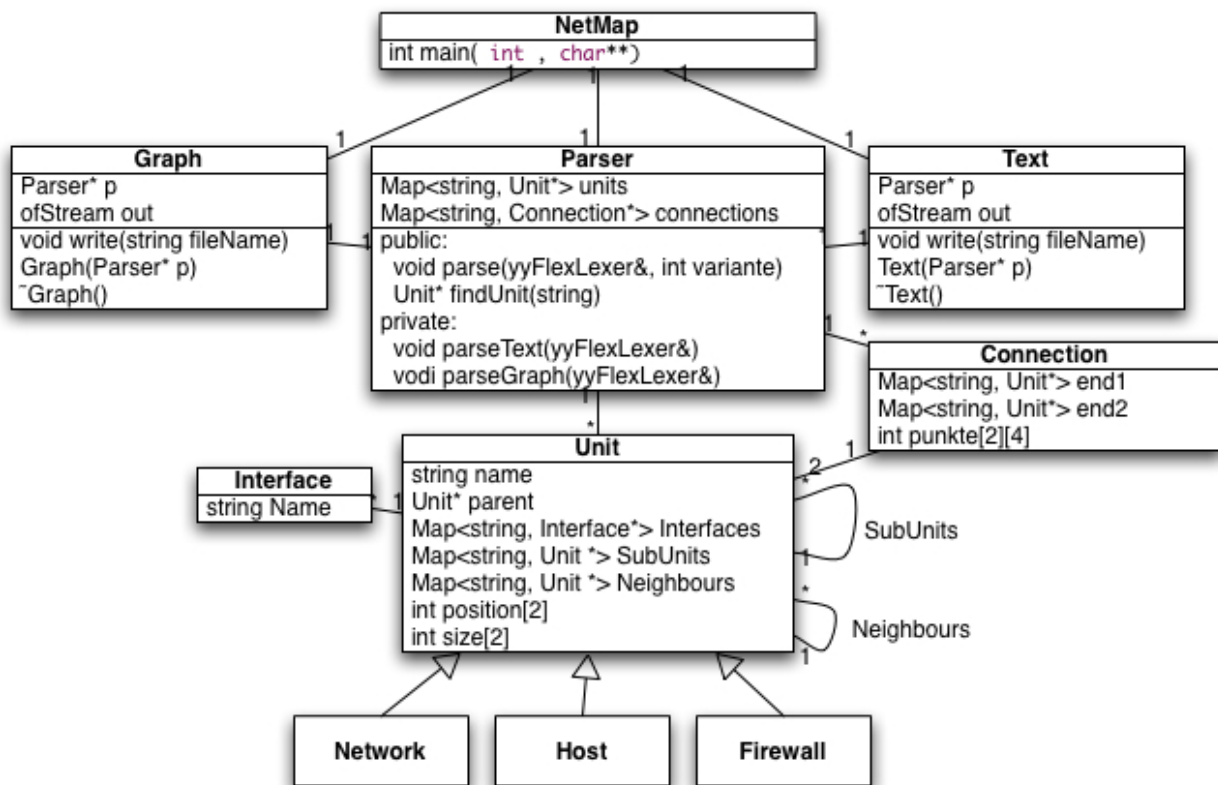 NetMap
int main( int , char**)
1
1
1
1
1
1
Graph
Parser* p
ofStream out
void write(string fileName)
Graph(Parser* p)
~Graph()
1
1
Parser
Map<string, Unit*> units
Map<string, Connection*> connections
public:
void parse(yyFlexLexer&, int variante)
Unit* findUnit(string)
private:
void parseText(yyFlexLexer&)
vodi parseGraph(yyFlexLexer&)
*
1
Text
Parser* p
ofStream out
void write(string fileName)
Text(Parser* p)
~Text()
1
*
Connection
Map<string, Unit*> end1
Map<string, Unit*> end2
int punkte[2][4]
1
*
1
2
Interface
string Name
*
1
Unit
string name
Unit* parent
Map<string, Interface*> Interfaces
Map<string, Unit *> SubUnits
Map<string, Unit *> Neighbours
int position[2]
int size[2]
*
SubUnits
1
*
Neighbours
1
Network
Host
Firewall